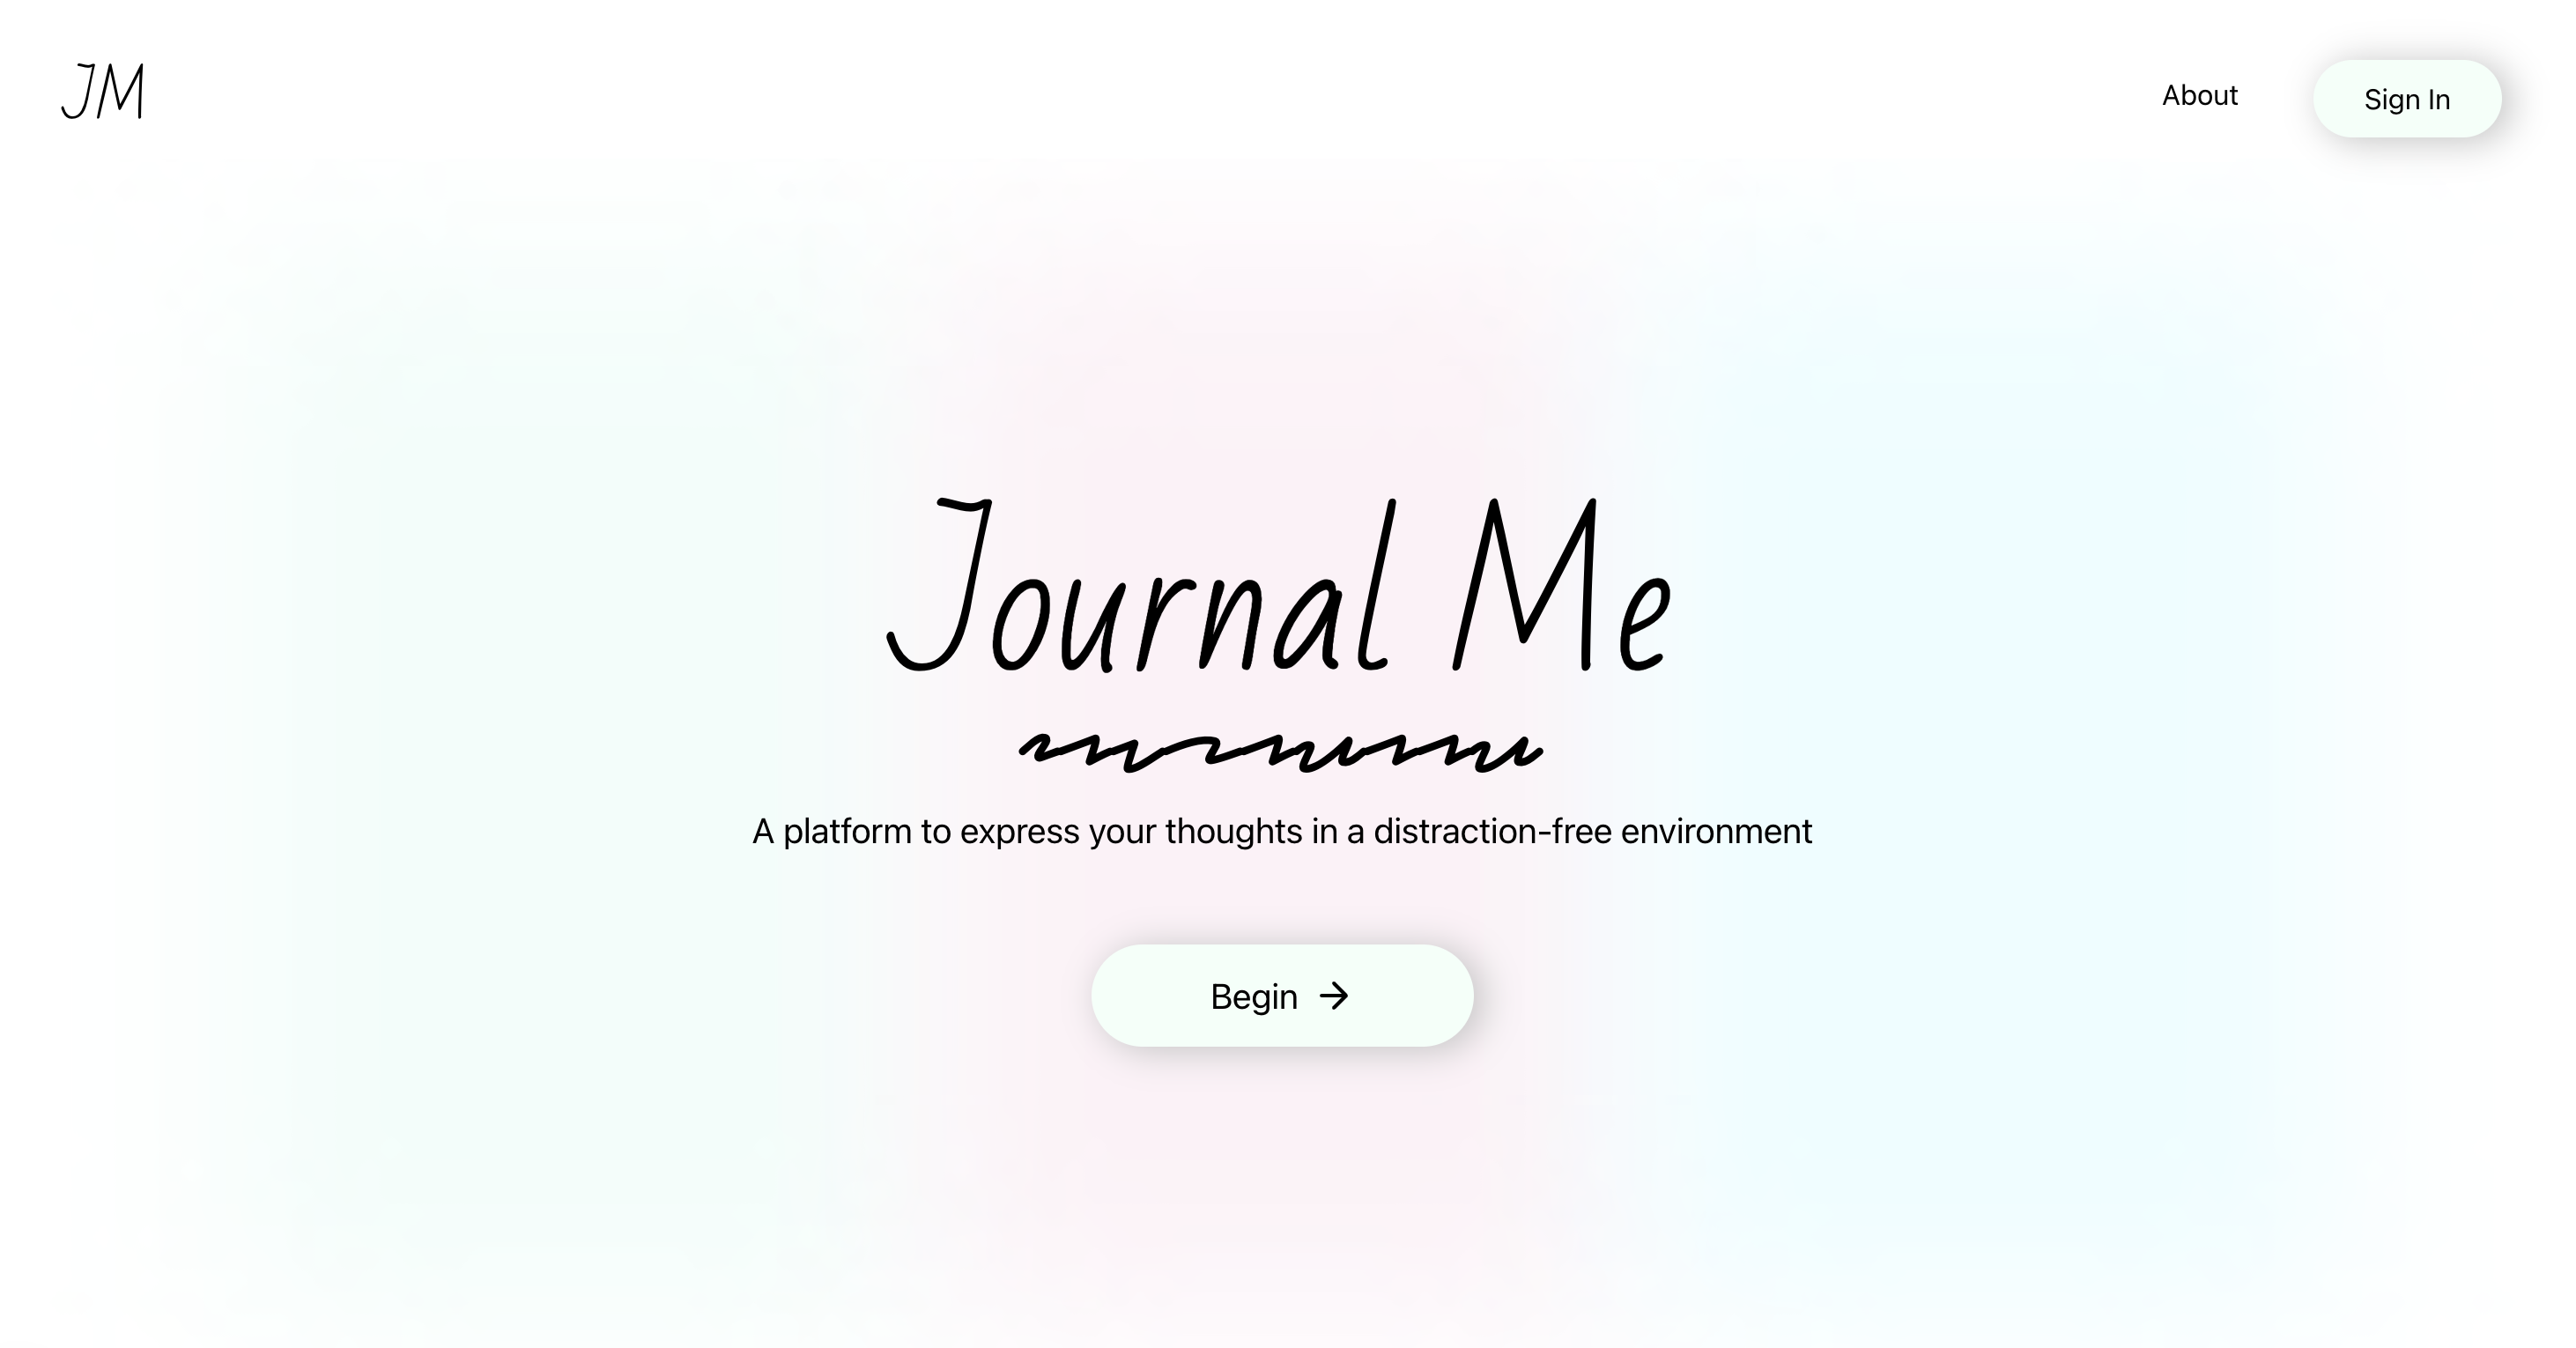 JM
About
Sign In
Journal Me
A platform to express your thoughts in a distraction-free environment
Begin →